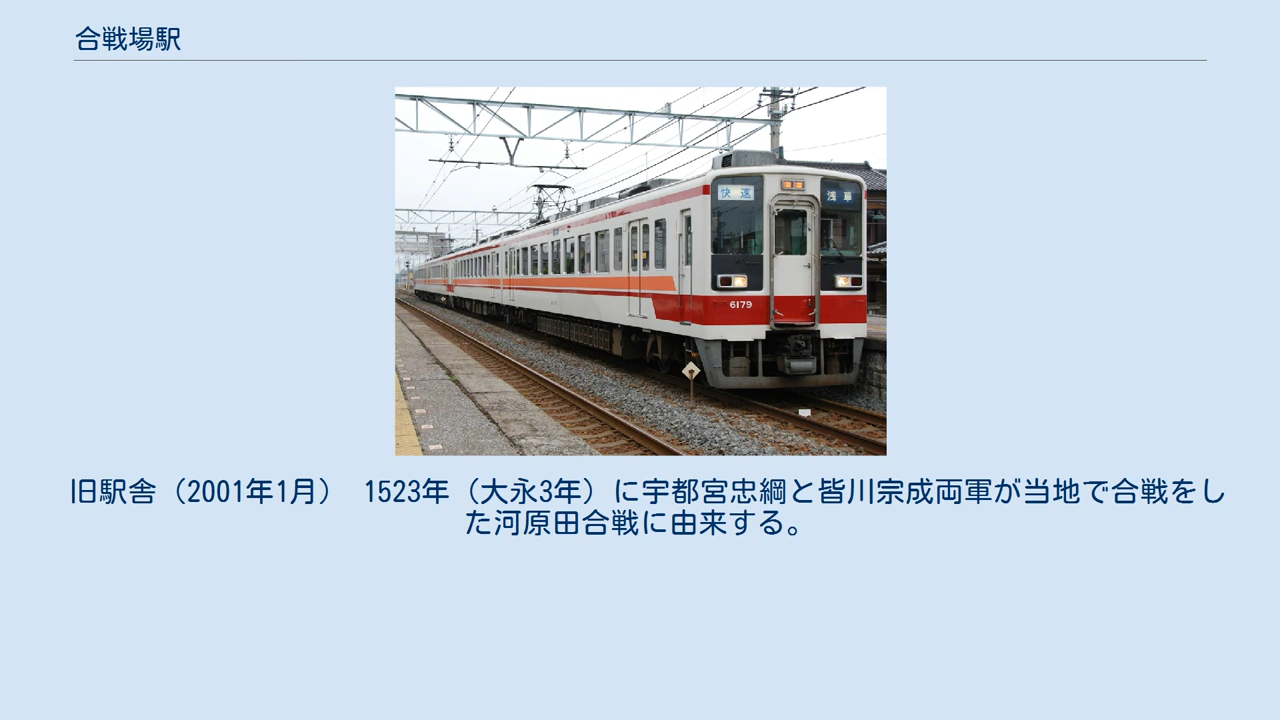 合戦場駅
快速
浅草
6179
旧駅舎（2001年1月） 1523年（大永3年）に宇都宮忠綱と皆川宗成両軍が当地で合戦をし
た河原田合戦に由来する。